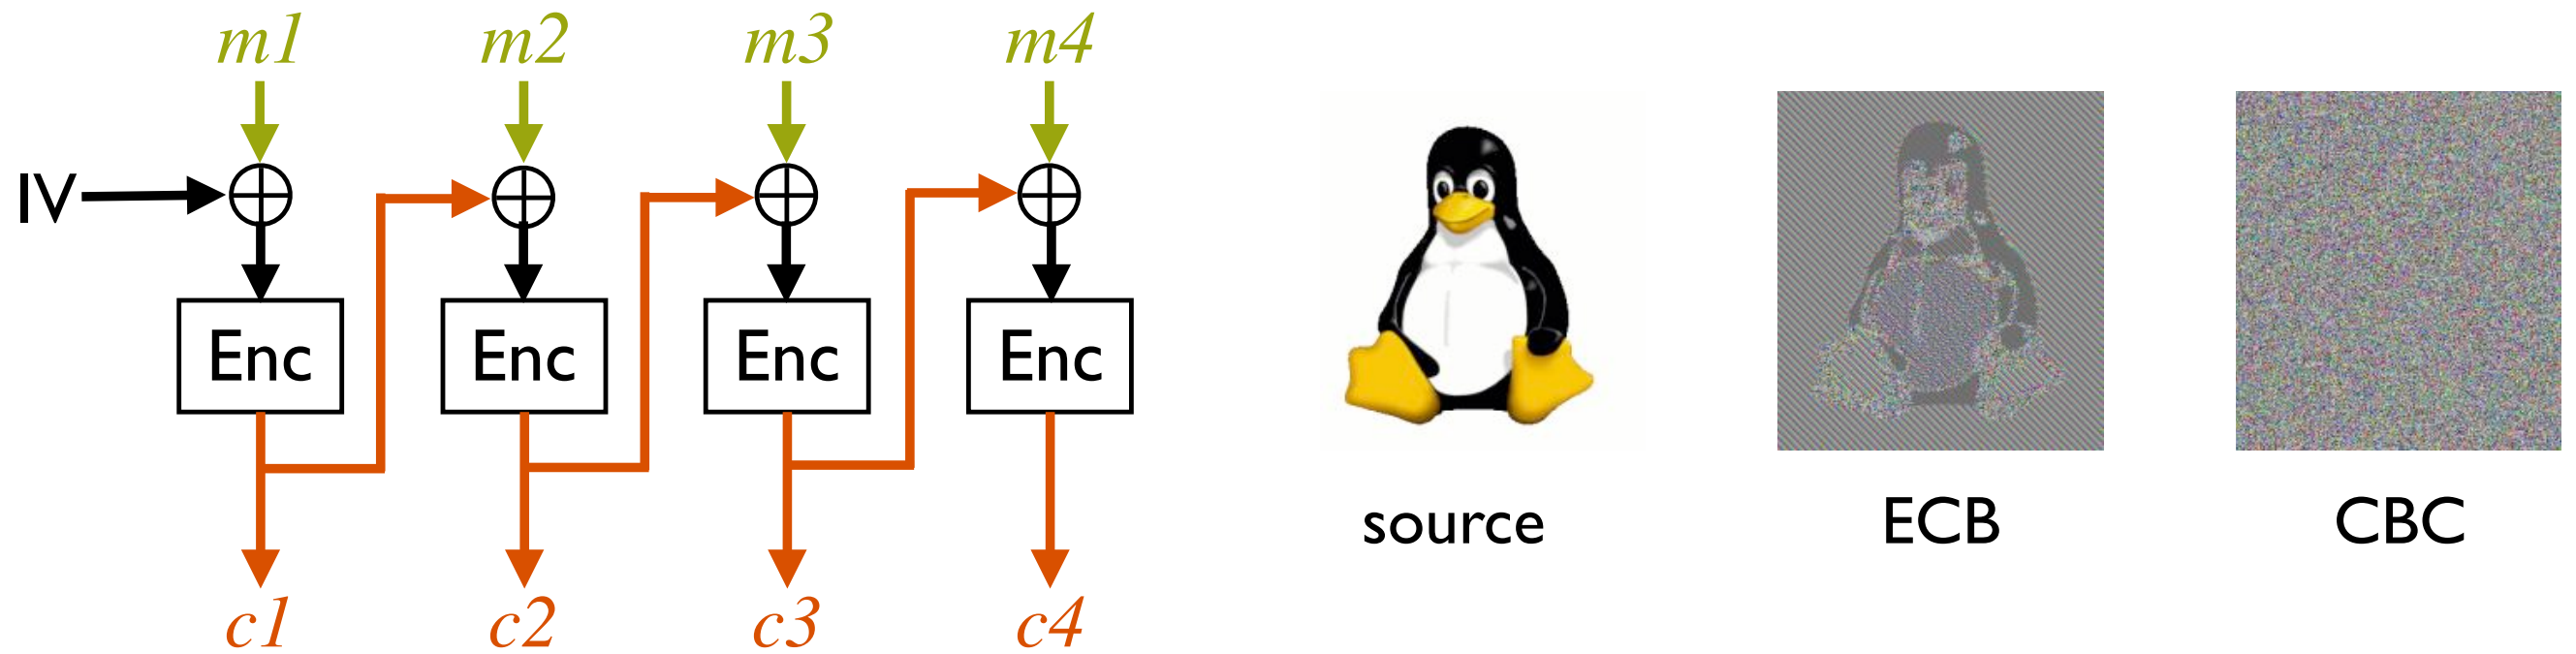 m1 m2 m3 m4
IV
Enc Enc Enc Enc
source ECB CBC
c1 c2 c3 c4